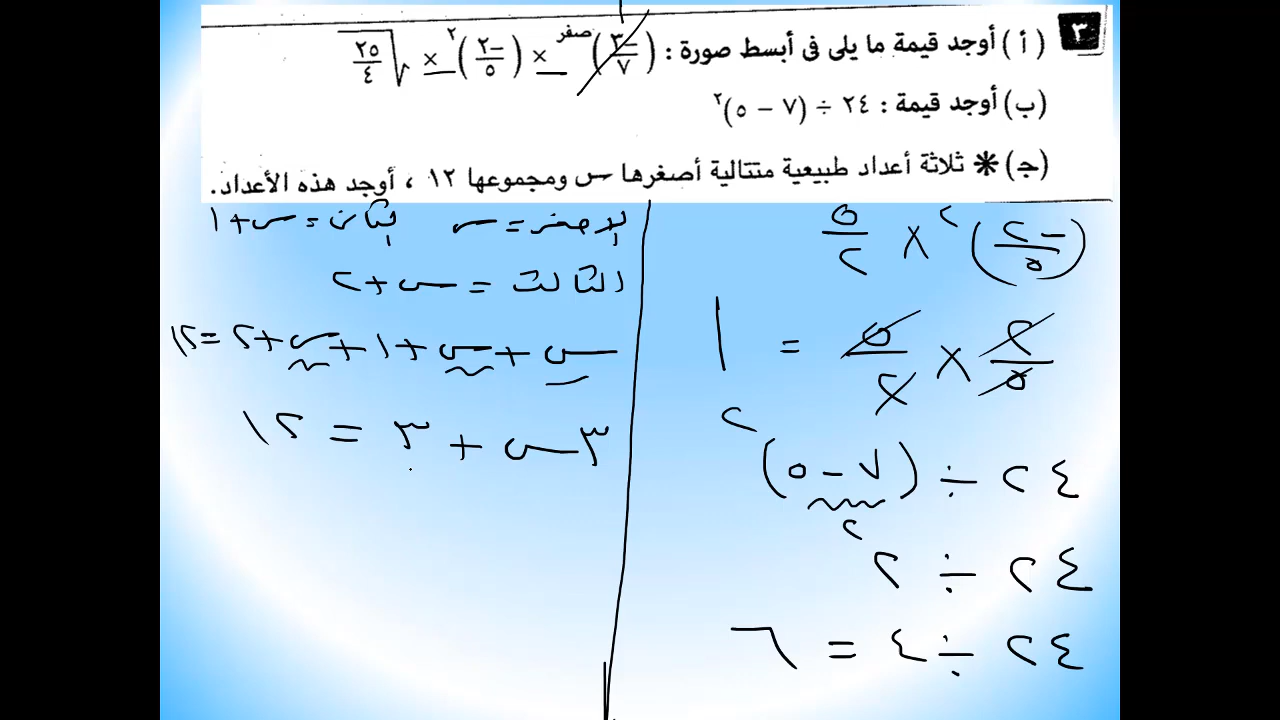 ٣
(أ) أوجد قيمة ما يلى فى أبسط صورة : (-٣/٧)صفر × (-٢/٥)٢ × √٢٥/٤
(ب) أوجد قيمة : ٢٤ ÷ (٧ – ٥)٢
(جـ) * ثلاثة أعداد طبيعية متتالية أصغرها س ومجموعها ١٢ ، أوجد هذه الأعداد.
(-٢/٥)٢ × ٥/٢
٢/٥ × ٥/٢ = ١
٢٤ ÷ (٧ – ٥)٢
٢
٢٤ ÷ ٢
٢٤ ÷ ٤ = ٦
الاصغر = س الثانى = س + ١
الثالث = س + ٢
س + س + ١ + س + ٢ = ١٢
٣س + ٣ = ١٢